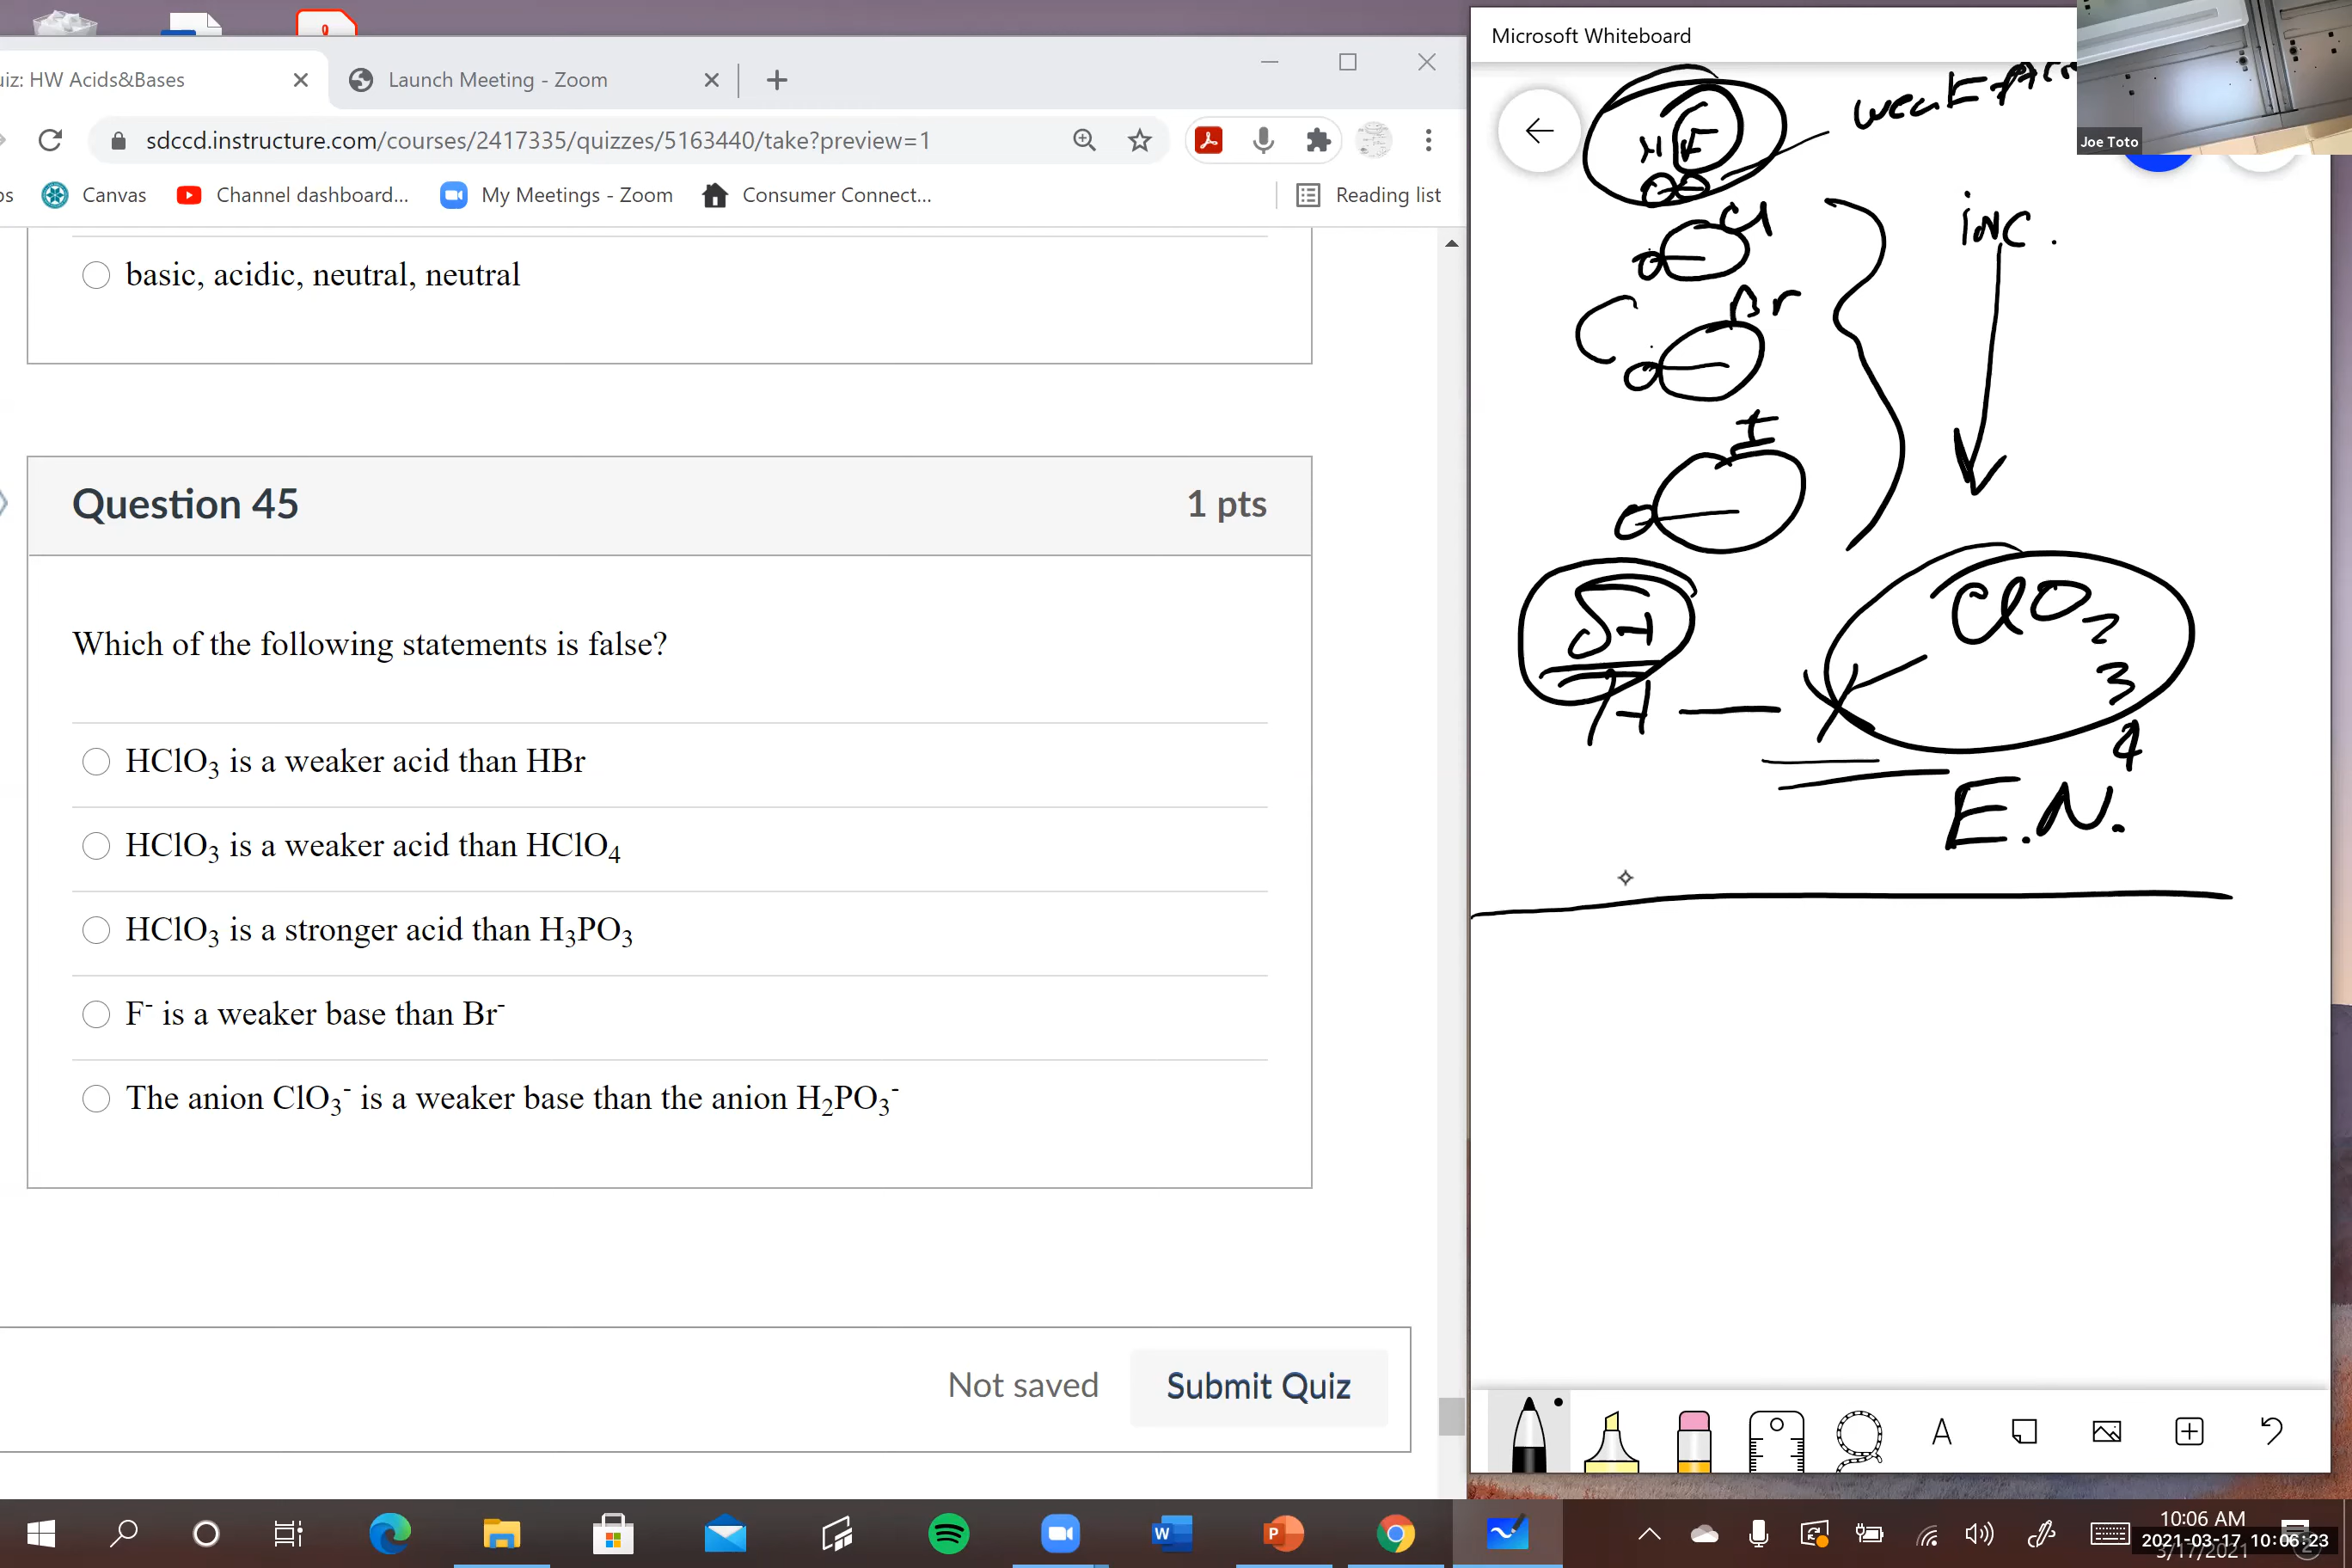 uiz: HW Acids&Bases
Launch Meeting - Zoom
sdccd.instructure.com/courses/2417335/quizzes/5163440/take?preview=1
Canvas
Channel dashboard...
My Meetings - Zoom
Consumer Connect...
Reading list
basic, acidic, neutral, neutral
Question 45
1 pts
Which of the following statements is false?
HClO₃ is a weaker acid than HBr
HClO₃ is a weaker acid than HClO₄
HClO₃ is a stronger acid than H₃PO₃
F⁻ is a weaker base than Br⁻
The anion ClO₃⁻ is a weaker base than the anion H₂PO₃⁻
Not saved
Submit Quiz
Microsoft Whiteboard
Joe Toto
H F
weak
inc.
Cl
Br
I
δ+
H — X
ClO₂
3
4
E.N.
A
10:06 AM
2021-03-17, 10:06:23
3/17/2021